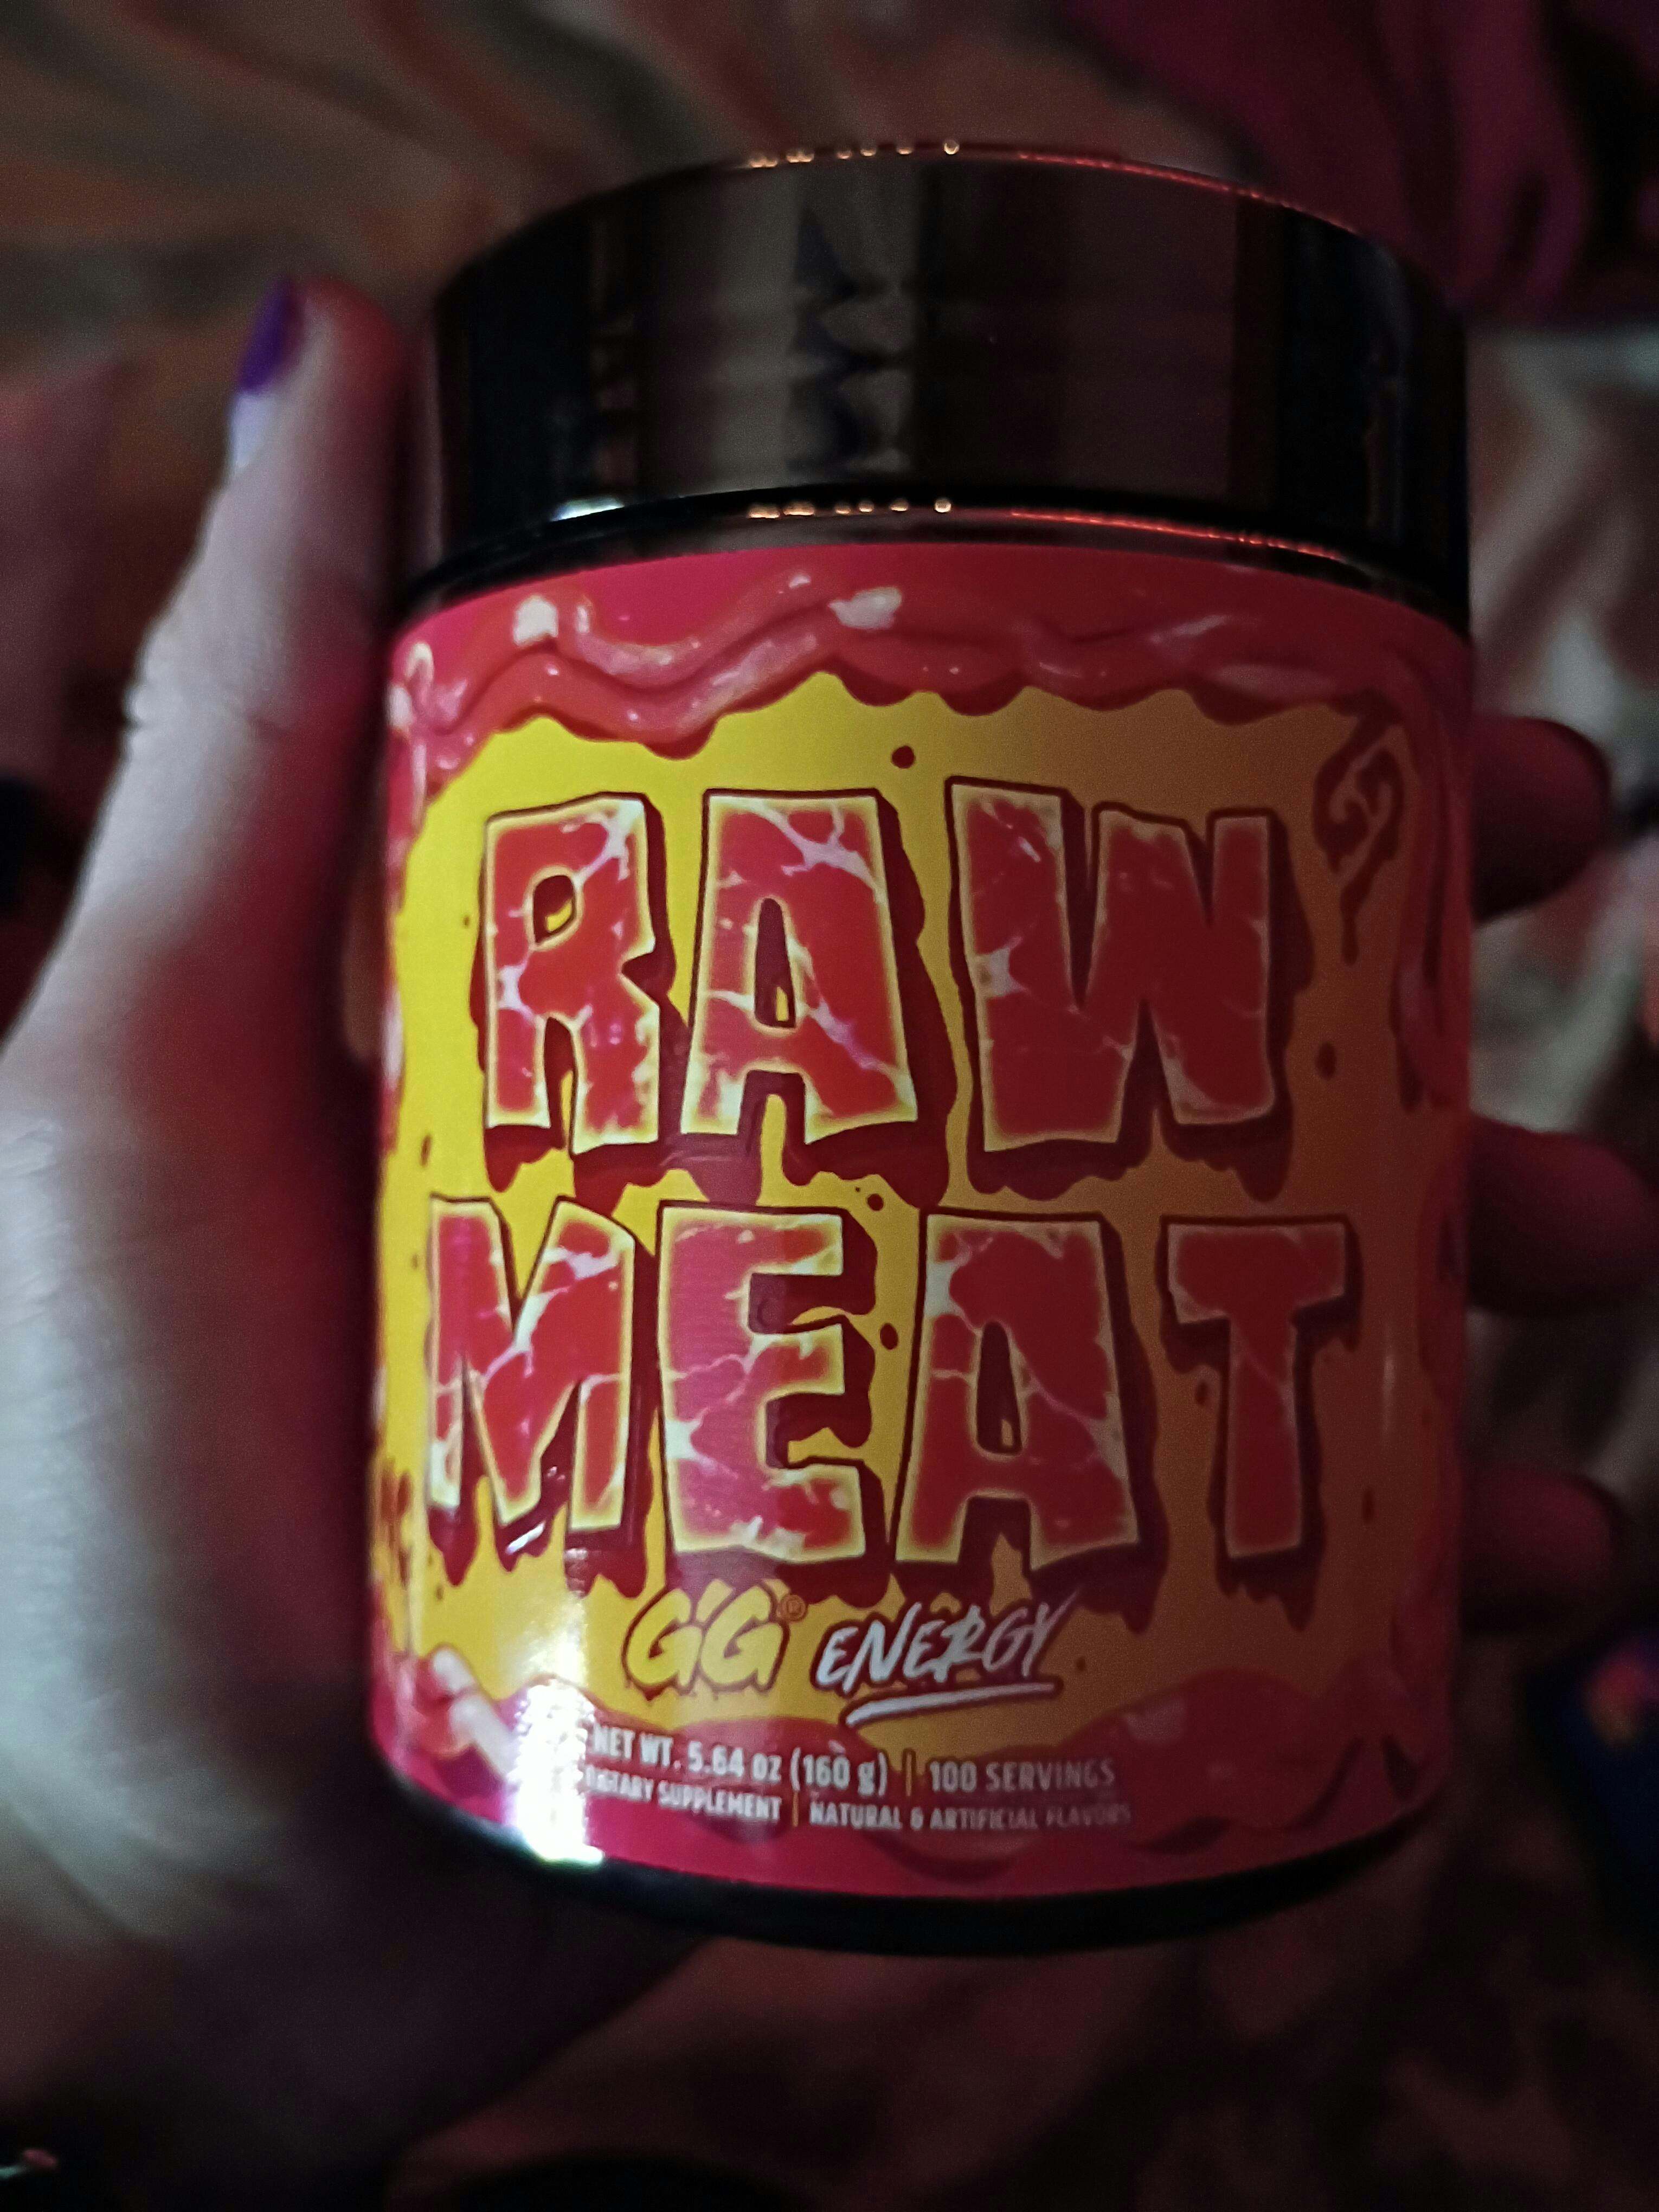 RAW
MEAT
GG® ENERGY
NET WT. 5.64 OZ (160 g) | 100 SERVINGS
DIETARY SUPPLEMENT | NATURAL & ARTIFICIAL FLAVORS